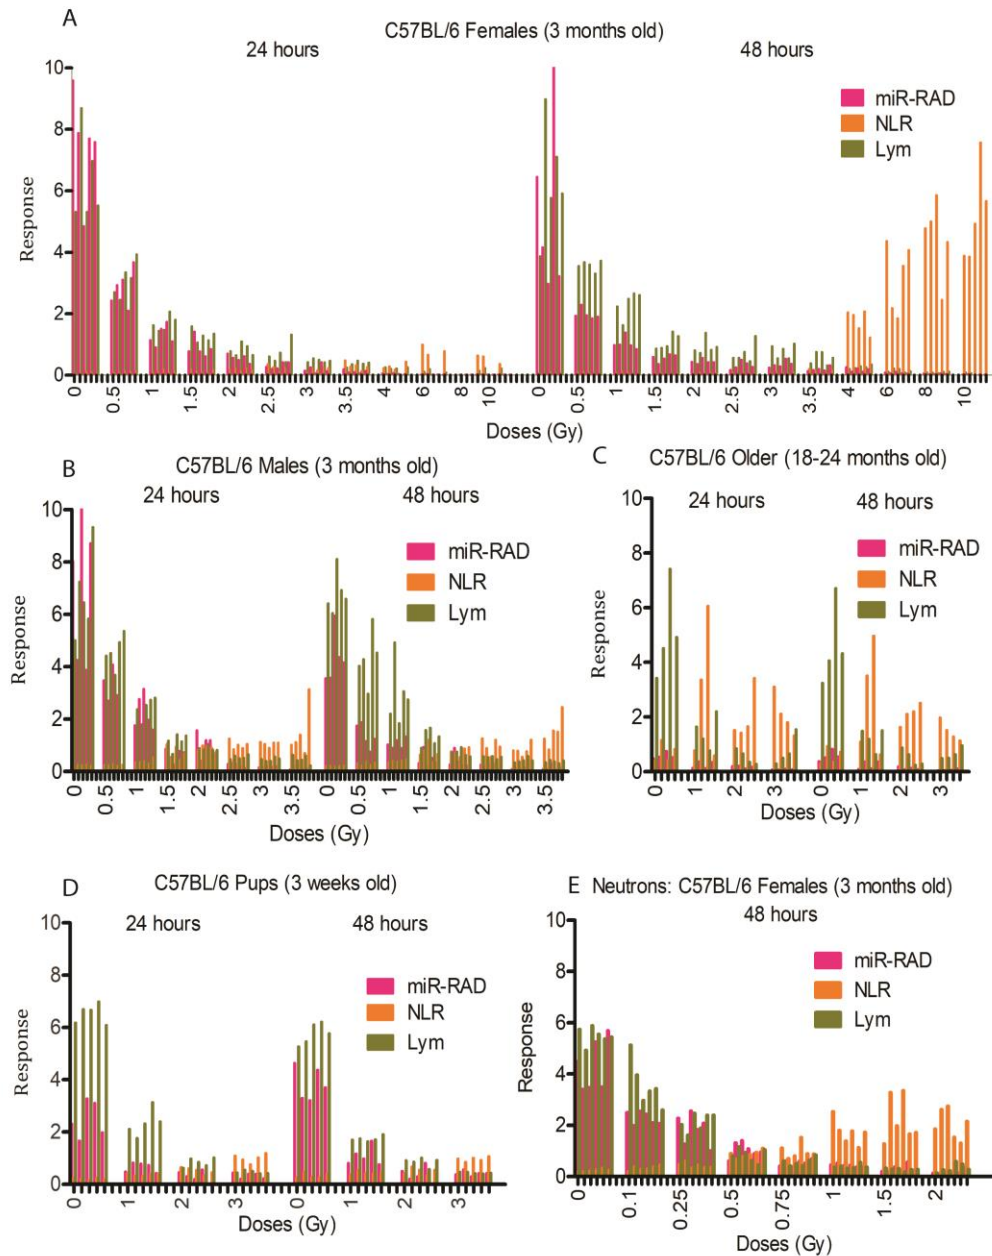 A
C57BL/6 Females (3 months old)
24 hours 48 hours
10
8
6
4
2
0
Response
miR-RAD
NLR
Lym
0 0.5 1 1.5 2 2.5 3 3.5 4 6 8 10 0 0.5 1 1.5 2 2.5 3 3.5 4 6 8 10
Doses (Gy)
B
C57BL/6 Males (3 months old)
24 hours 48 hours
10
8
6
4
2
0
Response
miR-RAD
NLR
Lym
0 0.5 1 1.5 2 2.5 3 3.5 0 0.5 1 1.5 2 2.5 3 3.5
Doses (Gy)
C
C57BL/6 Older (18-24 months old)
24 hours 48 hours
10
8
6
4
2
0
Response
miR-RAD
NLR
Lym
0 1 2 3 0 1 2 3
Doses (Gy)
D
C57BL/6 Pups (3 weeks old)
24 hours 48 hours
10
8
6
4
2
0
Response
miR-RAD
NLR
Lym
0 1 2 3 0 1 2 3
Doses (Gy)
E
Neutrons: C57BL/6 Females (3 months old)
48 hours
10
8
6
4
2
0
Response
miR-RAD
NLR
Lym
0 0.1 0.25 0.5 0.75 1 1.5 2
Doses (Gy)